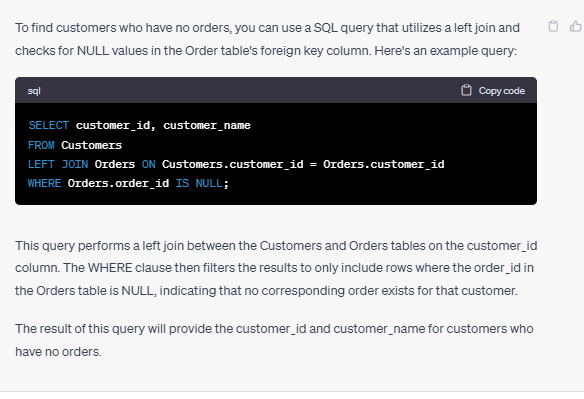 To find customers who have no orders, you can use a SQL query that utilizes a left join and
checks for NULL values in the Order table's foreign key column. Here's an example query:
sql
Copy code
SELECT customer_id, customer_name
FROM Customers
LEFT JOIN Orders ON Customers.customer_id = Orders.customer_id
WHERE Orders.order_id IS NULL;
This query performs a left join between the Customers and Orders tables on the customer_id
column. The WHERE clause then filters the results to only include rows where the order_id in
the Orders table is NULL, indicating that no corresponding order exists for that customer.
The result of this query will provide the customer_id and customer_name for customers who
have no orders.